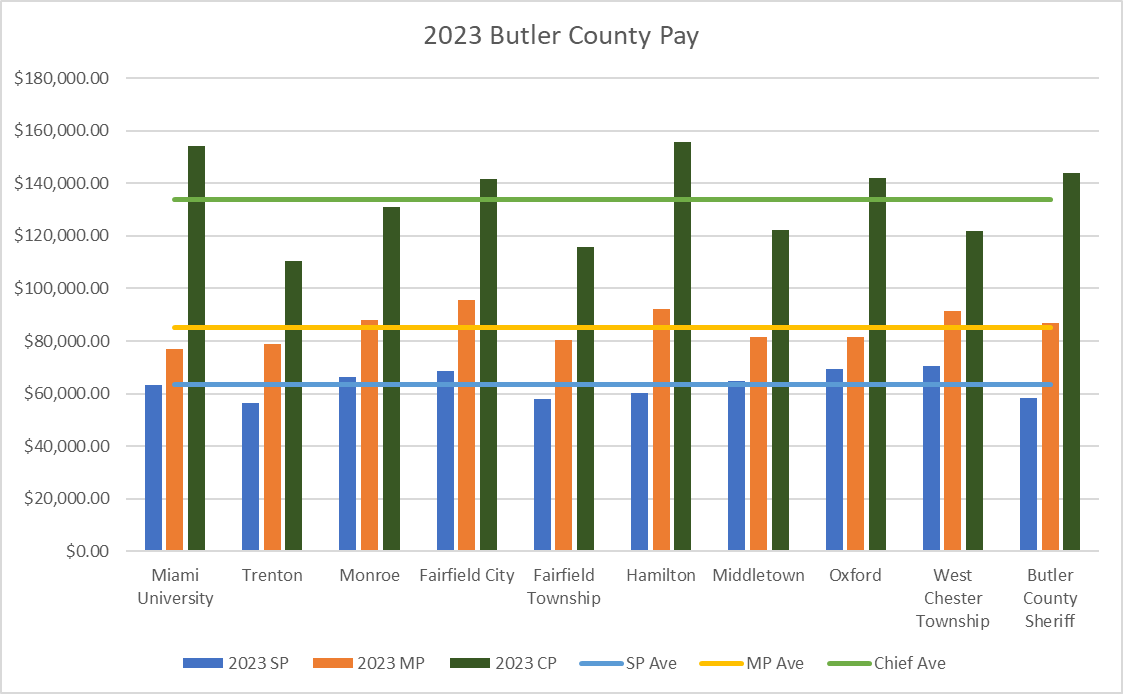 2023 Butler County Pay
$180,000.00
$160,000.00
$140,000.00
$120,000.00
$100,000.00
$80,000.00
$60,000.00
$40,000.00
$20,000.00
$0.00
Miami University
Trenton
Monroe
Fairfield City
Fairfield Township
Hamilton
Middletown
Oxford
West Chester Township
Butler County Sheriff
2023 SP
2023 MP
2023 CP
SP Ave
MP Ave
Chief Ave